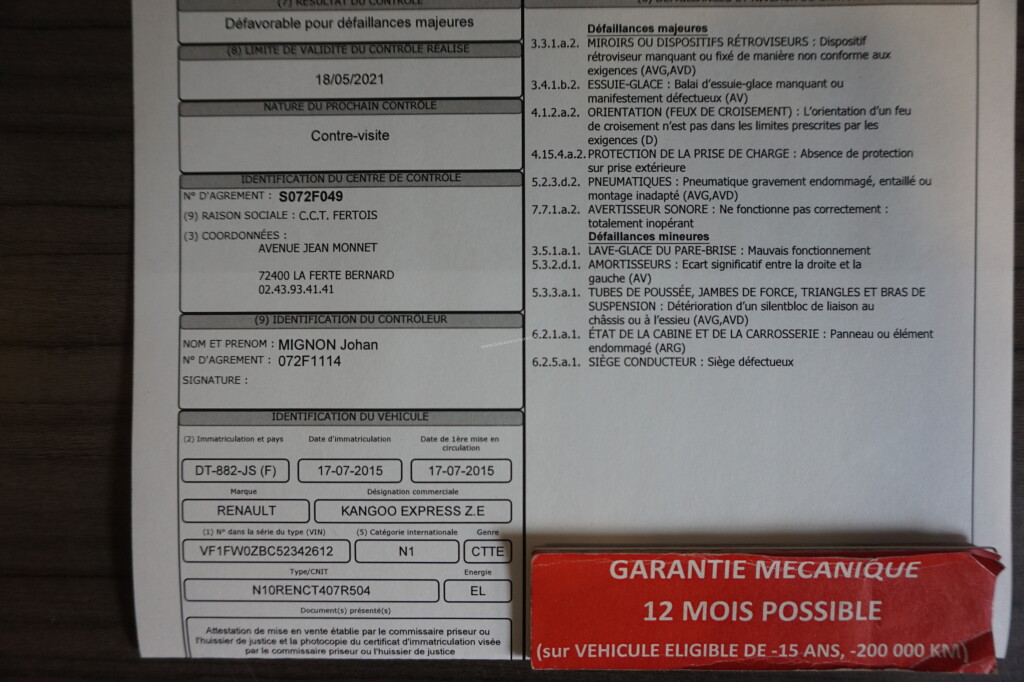 (7) RÉSULTAT DU CONTRÔLE
Défavorable pour défaillances majeures
(8) LIMITE DE VALIDITÉ DU CONTRÔLE RÉALISÉ
18/05/2021
NATURE DU PROCHAIN CONTRÔLE
Contre-visite
IDENTIFICATION DU CENTRE DE CONTRÔLE
N° D'AGREMENT : S072F049
(9) RAISON SOCIALE : C.C.T. FERTOIS
(3) COORDONNÉES :
AVENUE JEAN MONNET
72400 LA FERTE BERNARD
02.43.93.41.41
(9) IDENTIFICATION DU CONTRÔLEUR
NOM ET PRENOM : MIGNON Johan
N° D'AGREMENT : 072F1114
SIGNATURE :
IDENTIFICATION DU VÉHICULE
(2) Immatriculation et pays
Date d'immatriculation
Date de 1ère mise en
circulation
DT-882-JS (F)
17-07-2015
17-07-2015
Marque
Désignation commerciale
RENAULT
KANGOO EXPRESS Z.E
(1) N° dans la série du type (VIN)
(5) Catégorie internationale
Genre
VF1FW0ZBC52342612
N1
CTTE
Type/CNIT
Energie
N10RENCT407R504
EL
Document(s) présenté(s)
Attestation de mise en vente établie par le commissaire priseur ou
l'huissier de justice et la photocopie du certificat d'immatriculation visée
par le commissaire priseur ou l'huissier de justice
Défaillances majeures
3.3.1.a.2. MIROIRS OU DISPOSITIFS RÉTROVISEURS : Dispositif
rétroviseur manquant ou fixé de manière non conforme aux
exigences (AVG,AVD)
3.4.1.b.2. ESSUIE-GLACE : Balai d'essuie-glace manquant ou
manifestement défectueux (AV)
4.1.2.a.2. ORIENTATION (FEUX DE CROISEMENT) : L'orientation d'un feu
de croisement n'est pas dans les limites prescrites par les
exigences (D)
4.15.4.a.2. PROTECTION DE LA PRISE DE CHARGE : Absence de protection
sur prise extérieure
5.2.3.d.2. PNEUMATIQUES : Pneumatique gravement endommagé, entaillé ou
montage inadapté (AVG,AVD)
7.7.1.a.2. AVERTISSEUR SONORE : Ne fonctionne pas correctement :
totalement inopérant
Défaillances mineures
3.5.1.a.1. LAVE-GLACE DU PARE-BRISE : Mauvais fonctionnement
5.3.2.d.1. AMORTISSEURS : Ecart significatif entre la droite et la
gauche (AV)
5.3.3.a.1. TUBES DE POUSSÉE, JAMBES DE FORCE, TRIANGLES ET BRAS DE
SUSPENSION : Détérioration d'un silentbloc de liaison au
châssis ou à l'essieu (AVG,AVD)
6.2.1.a.1. ÉTAT DE LA CABINE ET DE LA CARROSSERIE : Panneau ou élément
endommagé (ARG)
6.2.5.a.1. SIÈGE CONDUCTEUR : Siège défectueux
GARANTIE MECANIQUE
12 MOIS POSSIBLE
(sur VEHICULE ELIGIBLE DE -15 ANS, -200 000 KM)